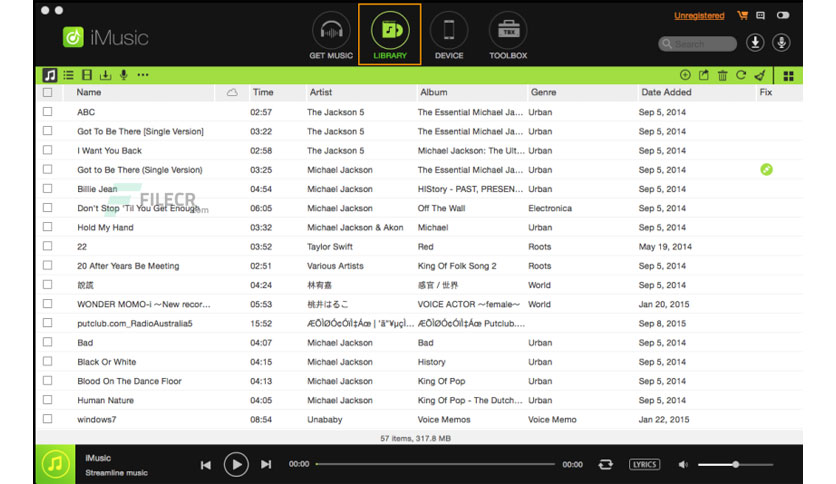 iMusic
GET MUSIC LIBRARY DEVICE TBX TOOLBOX
Unregistered
Search
Name Time Artist Album Genre Date Added Fix
ABC 02:57 The Jackson 5 The Essential Michael Ja... Urban Sep 5, 2014
Got To Be There [Single Version] 03:22 The Jackson 5 The Essential Michael Ja... Urban Sep 5, 2014
I Want You Back 02:58 The Jackson 5 Michael Jackson: The Ult... Urban Sep 5, 2014
Got to Be There (Single Version) 03:25 Michael Jackson The Essential Michael Ja... Urban Sep 5, 2014
Billie Jean 04:54 Michael Jackson HIStory - PAST, PRESEN... Urban Sep 5, 2014
FILECR .com
Don't Stop 'Til You Get Enough 06:05 Michael Jackson Off The Wall Electronica Sep 5, 2014
Hold My Hand 03:32 Michael Jackson & Akon Michael Urban Sep 5, 2014
22 03:52 Taylor Swift Red Roots May 19, 2014
20 After Years Be Meeting 02:51 Various Artists King Of Folk Song 2 Roots Sep 5, 2014
說謊 04:24 林宥嘉 感官 / 世界 World Sep 5, 2014
WONDER MOMO-i ～New recor... 05:53 桃井はるこ VOICE ACTOR ～female～ World Jan 20, 2015
putclub.com_RadioAustralia5 15:52 Putclub.... Sep 8, 2015
Bad 04:07 Michael Jackson Bad Urban Sep 5, 2014
Black Or White 04:15 Michael Jackson History Urban Sep 5, 2014
Blood On The Dance Floor 04:13 Michael Jackson King Of Pop Urban Sep 5, 2014
Human Nature 04:05 Michael Jackson King Of Pop - The Dutch... Urban Sep 5, 2014
windows7 08:54 Unababy Voice Memos Voice Memo Jan 22, 2015
57 items, 317.8 MB
iMusic
Streamline music
00:00 00:00 LYRICS